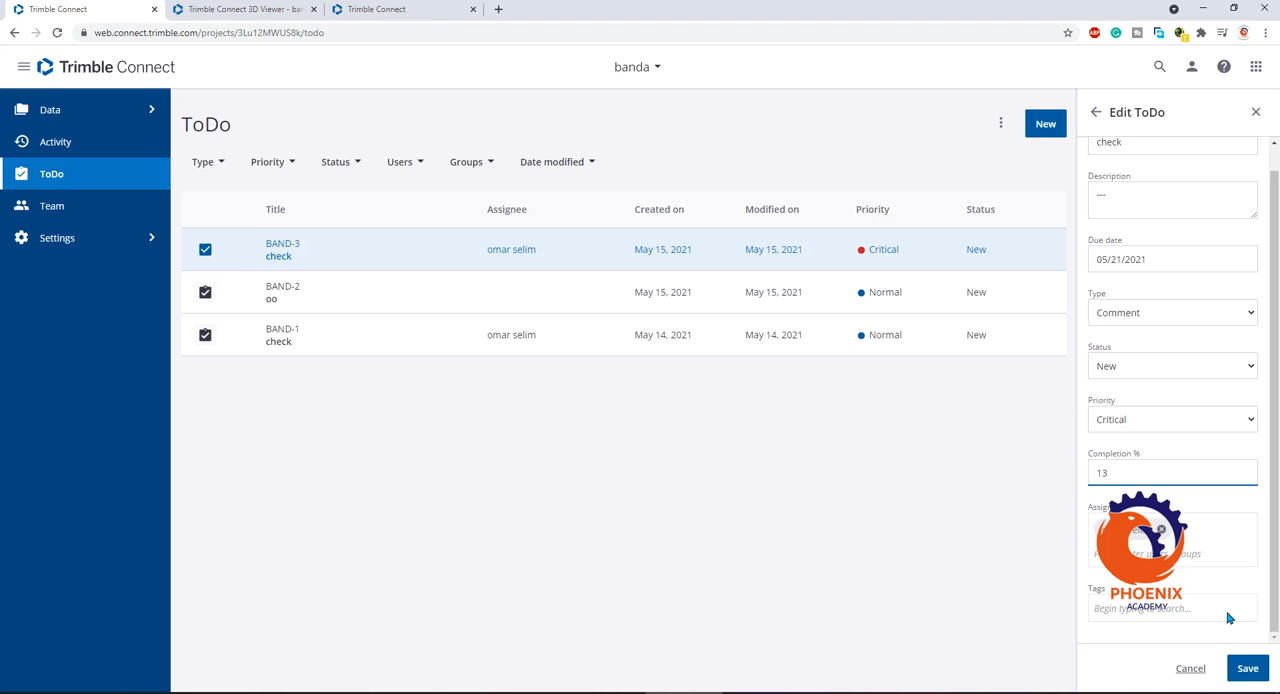 Trimble Connect
Trimble Connect 3D Viewer - ban
Trimble Connect
web.connect.trimble.com/projects/3Lu12MWUS8k/todo
Trimble Connect
banda
Data
Activity
ToDo
Team
Settings
ToDo
New
Type Priority Status Users Groups Date modified
Title Assignee Created on Modified on Priority Status
BAND-3
check
omar selim May 15, 2021 May 15, 2021 Critical New
BAND-2
oo
May 15, 2021 May 15, 2021 Normal New
BAND-1
check
omar selim May 14, 2021 May 14, 2021 Normal New
Edit ToDo
check
Description
---
Due date
05/21/2021
Type
Comment
Status
New
Priority
Critical
Completion %
13
PHOENIX
ACADEMY
Tags
Begin typing to search...
Cancel
Save